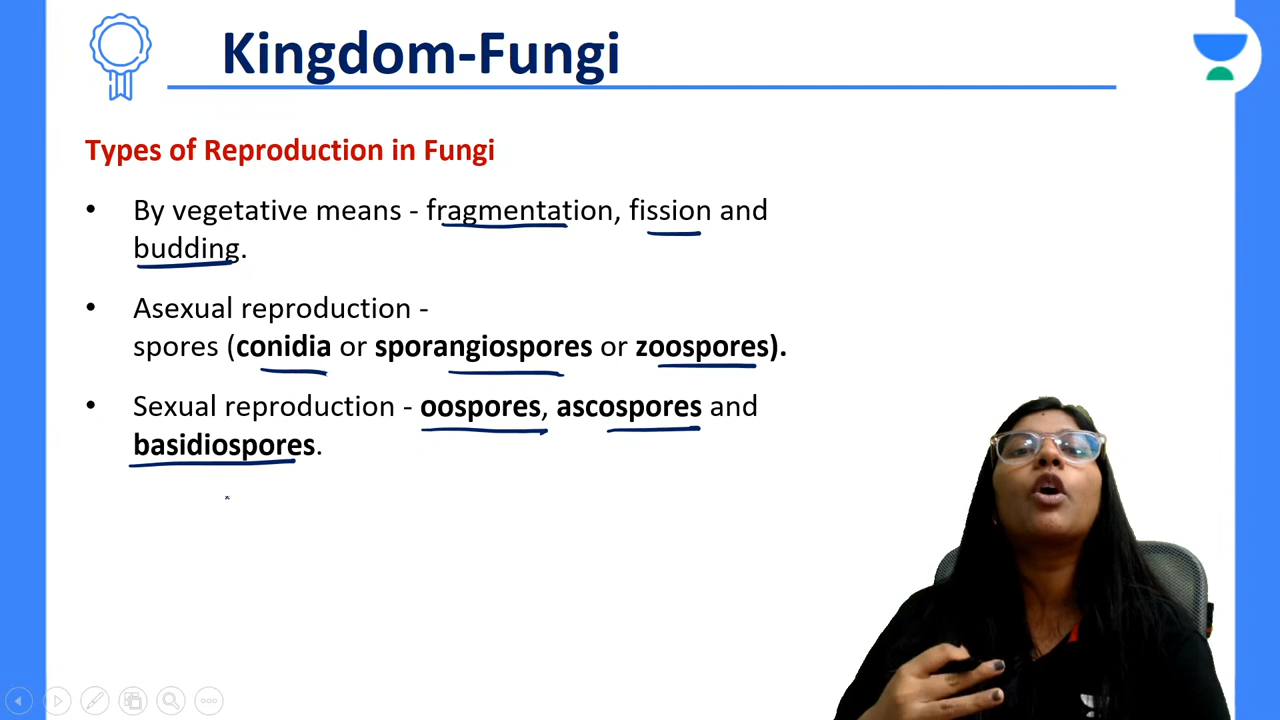 Kingdom-Fungi
Types of Reproduction in Fungi
• By vegetative means - fragmentation, fission and
budding.
• Asexual reproduction -
spores (conidia or sporangiospores or zoospores).
• Sexual reproduction - oospores, ascospores and
basidiospores.